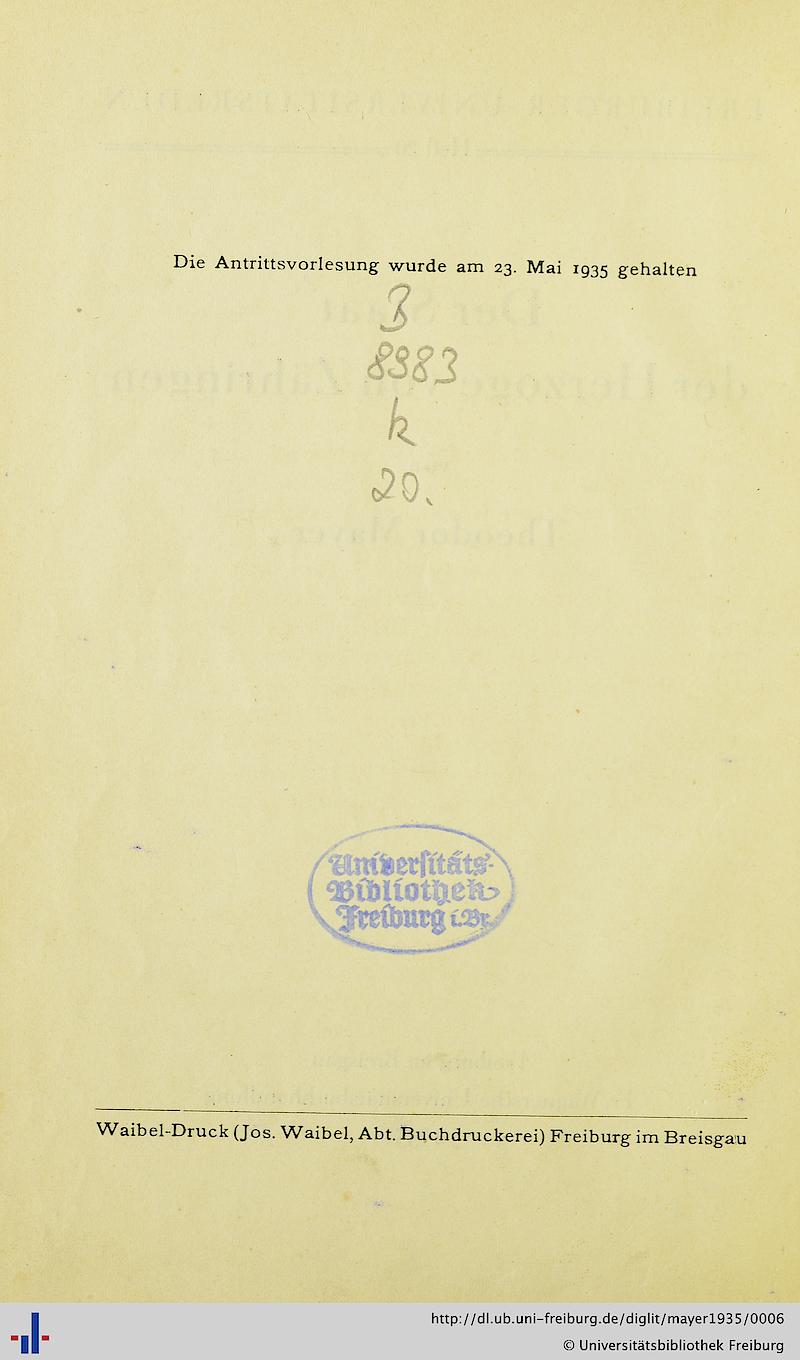 Die Antrittsvorlesung wurde am 23. Mai 1935 gehalten
8883
k
20.
Universitäts-
Bibliothek
Freiburg i. Br.
Waibel-Druck (Jos. Waibel, Abt. Buchdruckerei) Freiburg im Breisgau
http://dl.ub.uni-freiburg.de/diglit/mayer1935/0006
© Universitätsbibliothek Freiburg